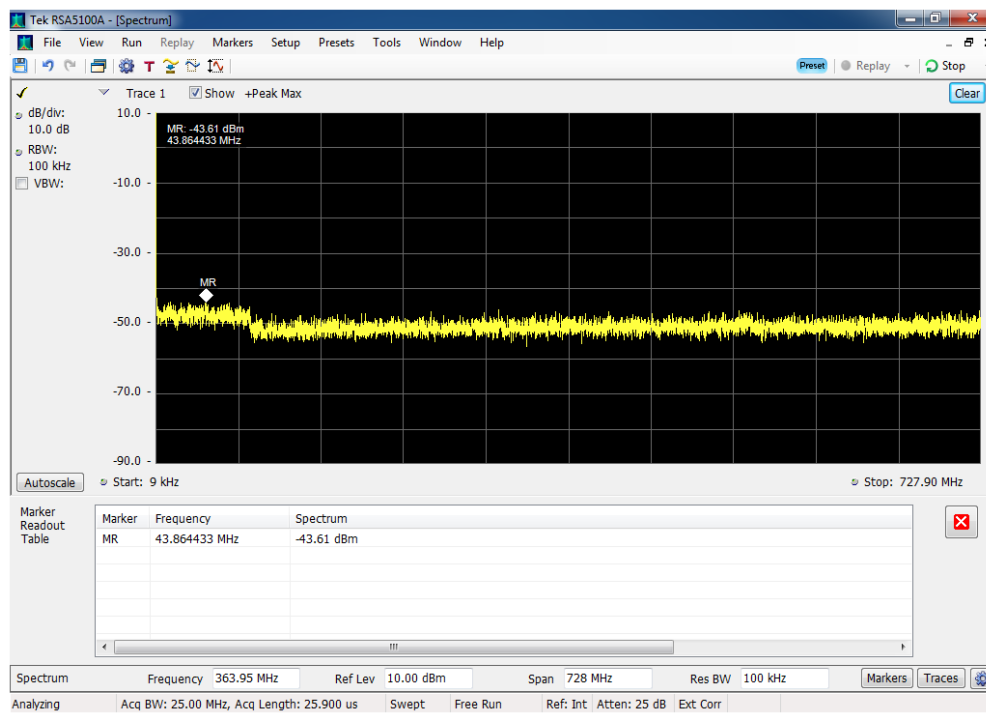 Tek RSA5100A - [Spectrum]
File View Run Replay Markers Setup Presets Tools Window Help
T Preset Replay Stop
Trace 1 Show +Peak Max Clear
dB/div:
10.0 dB
RBW:
100 kHz
VBW:
10.0
-10.0
-30.0
-50.0
-70.0
-90.0
MR: -43.61 dBm
43.864433 MHz
MR
Autoscale Start: 9 kHz Stop: 727.90 MHz
Marker
Readout
Table
Marker Frequency Spectrum
MR 43.864433 MHz -43.61 dBm
Spectrum Frequency 363.95 MHz Ref Lev 10.00 dBm Span 728 MHz Res BW 100 kHz Markers Traces
Analyzing Acq BW: 25.00 MHz, Acq Length: 25.900 us Swept Free Run Ref: Int Atten: 25 dB Ext Corr